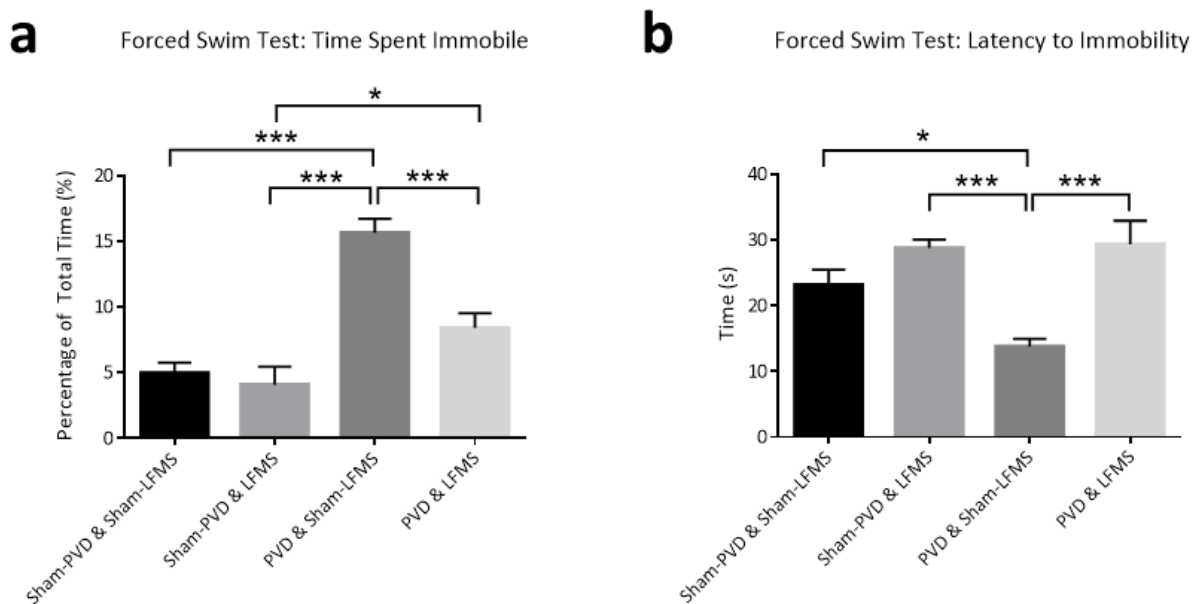 a
Forced Swim Test: Time Spent Immobile
*
***
***
***
Percentage of Total Time (%)
20
15
10
5
0
Sham-PVD & Sham-LFMS
Sham-PVD & LFMS
PVD & Sham-LFMS
PVD & LFMS
b
Forced Swim Test: Latency to Immobility
*
***
***
Time (s)
40
30
20
10
0
Sham-PVD & Sham-LFMS
Sham-PVD & LFMS
PVD & Sham-LFMS
PVD & LFMS